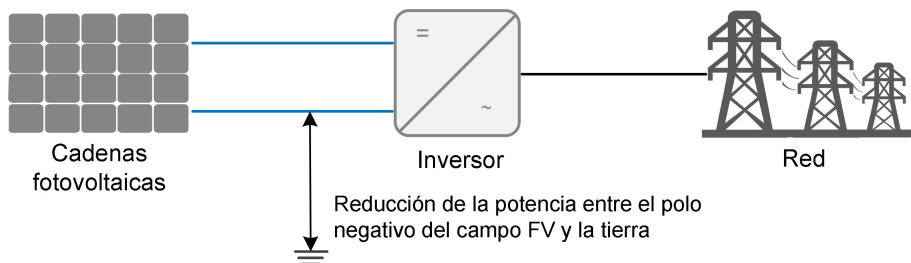 =
~
Cadenas
fotovoltaicas
Inversor
Red
Reducción de la potencia entre el polo
negativo del campo FV y la tierra